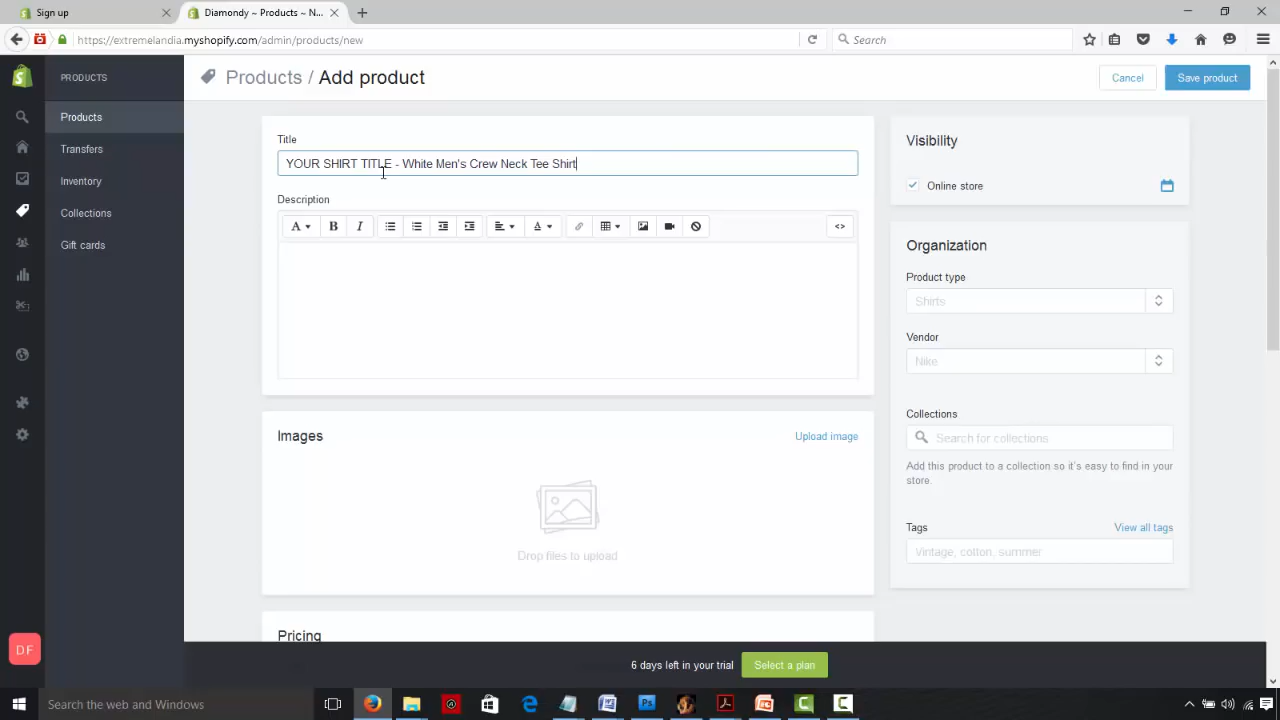 Sign up
Diamondy ~ Products ~ N...
https://extremelandia.myshopify.com/admin/products/new
Search
PRODUCTS
Products / Add product
Cancel
Save product
Products
Transfers
Inventory
Collections
Gift cards
Title
YOUR SHIRT TITLE - White Men's Crew Neck Tee Shirt
Description
A
B
I
A
<>
Images
Upload image
Drop files to upload
Pricing
Visibility
Online store
Organization
Product type
Shirts
Vendor
Nike
Collections
Search for collections
Add this product to a collection so it's easy to find in your
store.
Tags
View all tags
Vintage, cotton, summer
DF
6 days left in your trial
Select a plan
Search the web and Windows